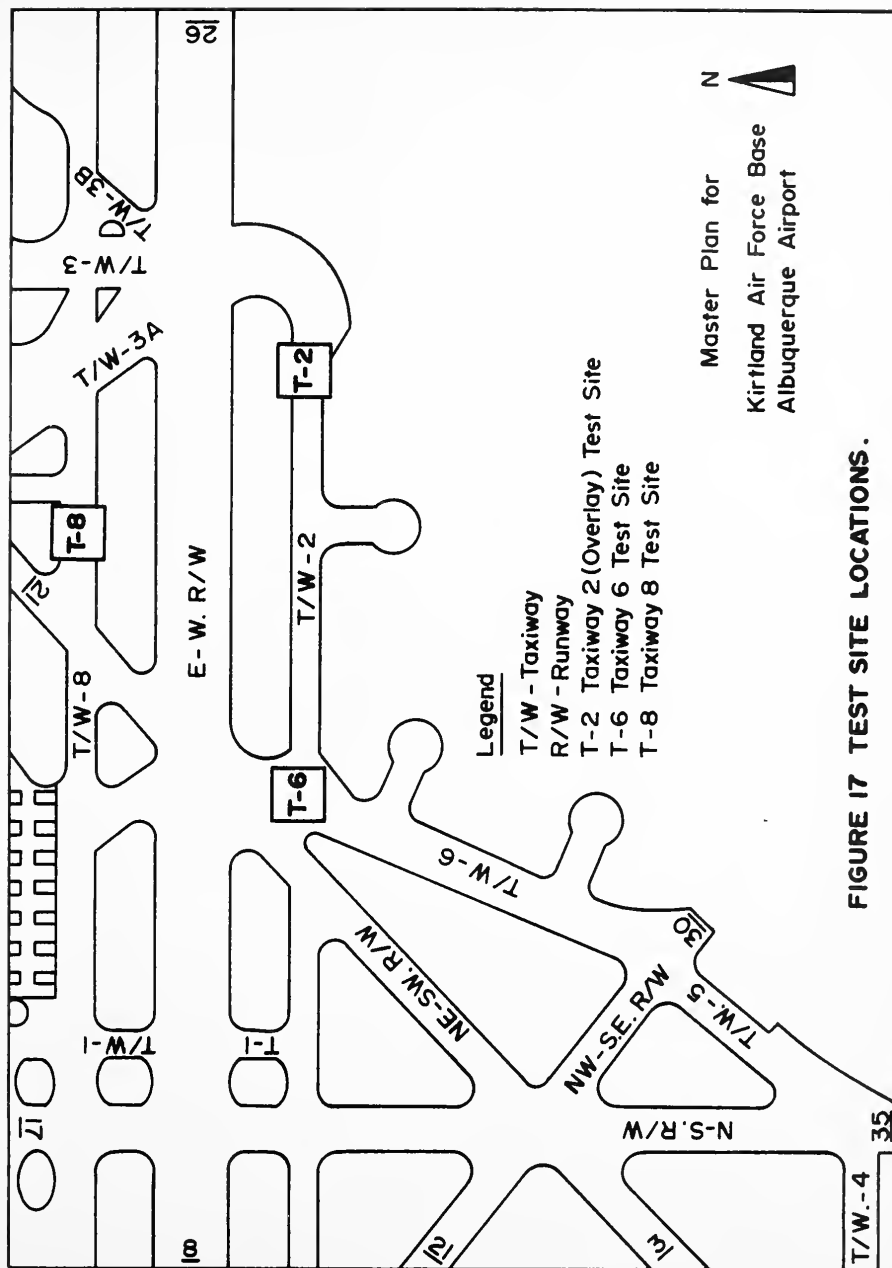 17
21
T/W-8
T-8
T/W-3A
T/W-3
T/W-3B
T/W-1
8
E-W. R/W
26
T-1
T-6
T/W-2
T-2
NE-SW. R/W
T/W-6
12
3
NW-S.E. R/W
30
N-S.R/W
T/W.-5
T/W.-4
35
Legend
T/W - Taxiway
R/W - Runway
T-2 Taxiway 2 (Overlay) Test Site
T-6 Taxiway 6 Test Site
T-8 Taxiway 8 Test Site
N
Master Plan for
Kirtland Air Force Base
Albuquerque Airport
FIGURE 17 TEST SITE LOCATIONS.